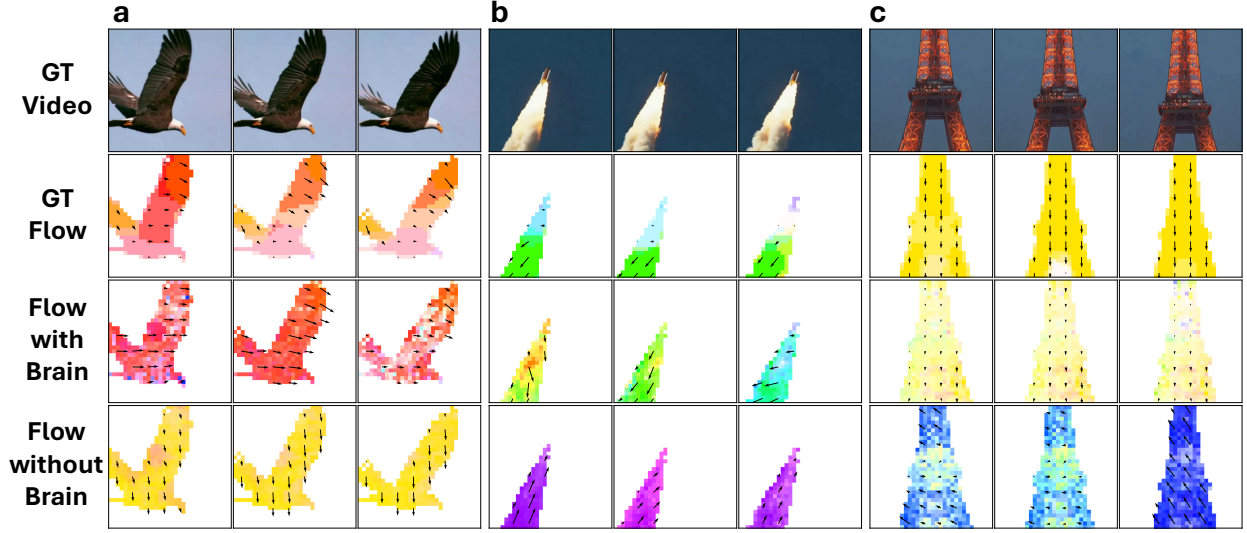 a
b
c
GT
Video
GT
Flow
Flow
with
Brain
Flow
without
Brain